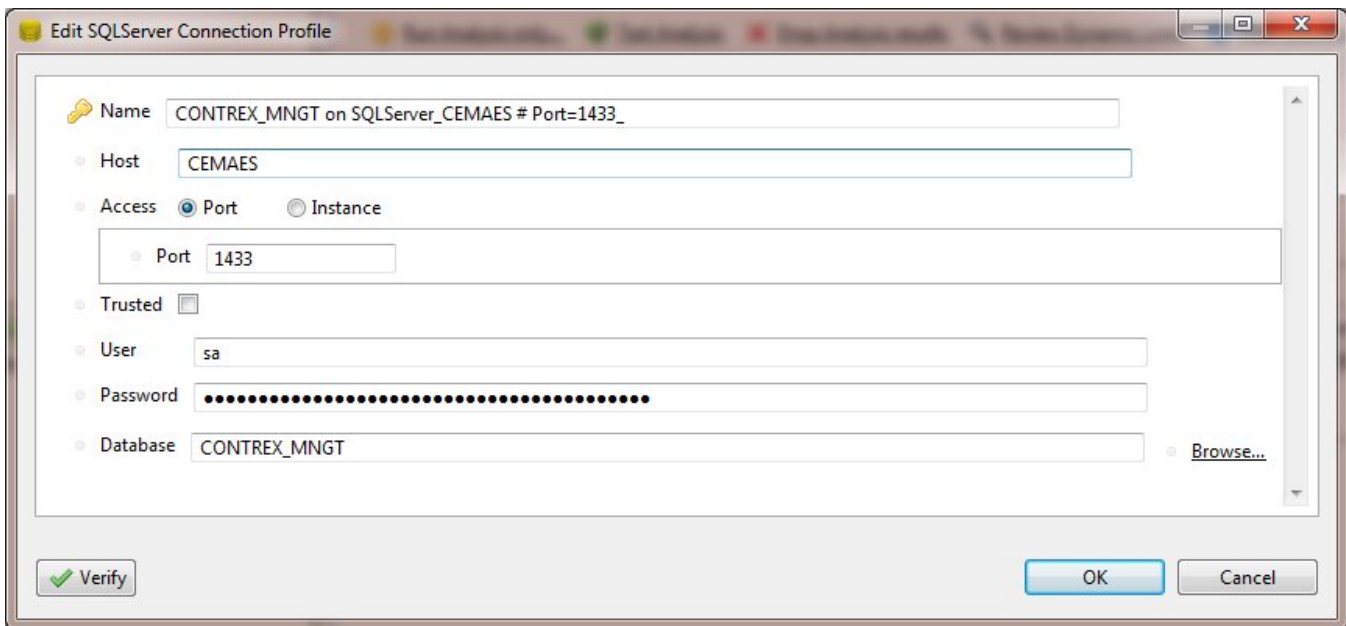 Edit SQLServer Connection Profile
Name CONTREX_MNGT on SQLServer_CEMAES # Port=1433_
Host CEMAES
Access Port Instance
Port 1433
Trusted
User sa
Password
Database CONTREX_MNGT Browse...
Verify OK Cancel